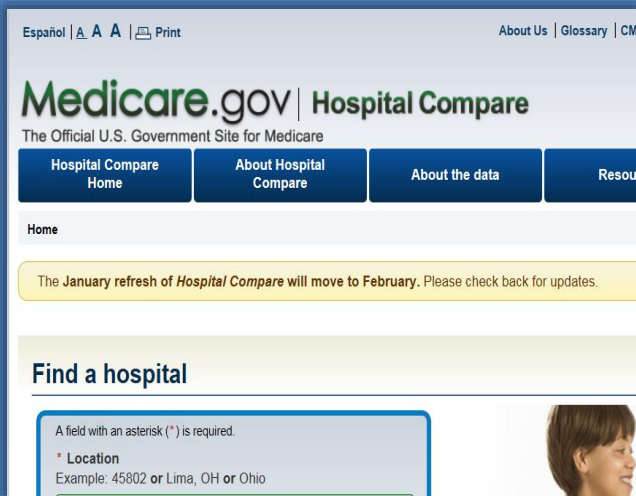 Español | A A A | Print
About Us | Glossary | CM
Medicare.gov | Hospital Compare
The Official U.S. Government Site for Medicare
Hospital Compare
Home
About Hospital
Compare
About the data
Resou
Home
The January refresh of Hospital Compare will move to February. Please check back for updates.
Find a hospital
A field with an asterisk (*) is required.
* Location
Example: 45802 or Lima, OH or Ohio